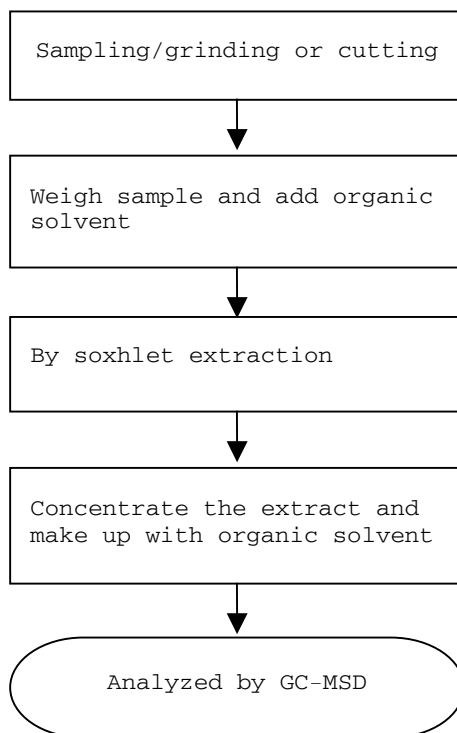 Sampling/grinding or cutting
Weigh sample and add organic
solvent
By soxhlet extraction
Concentrate the extract and
make up with organic solvent
Analyzed by GC-MSD